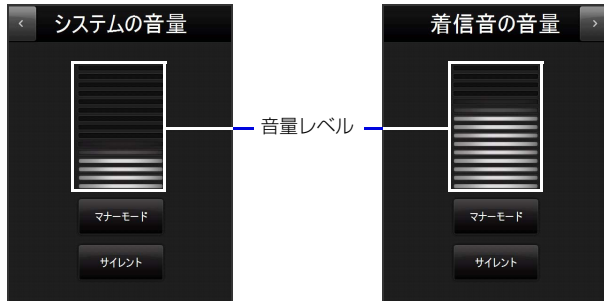 システムの音量
マナーモード
サイレント
音量レベル
着信音の音量
マナーモード
サイレント